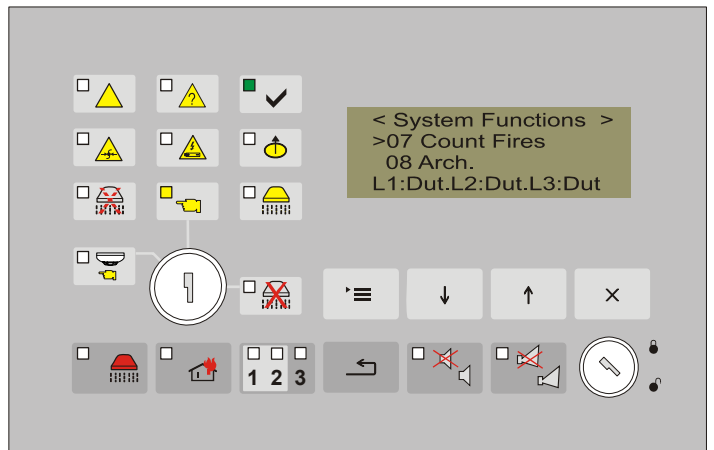 ?
< System Functions >
>07 Count Fires
08 Arch.
L1:Dut.L2:Dut.L3:Dut
1 2 3